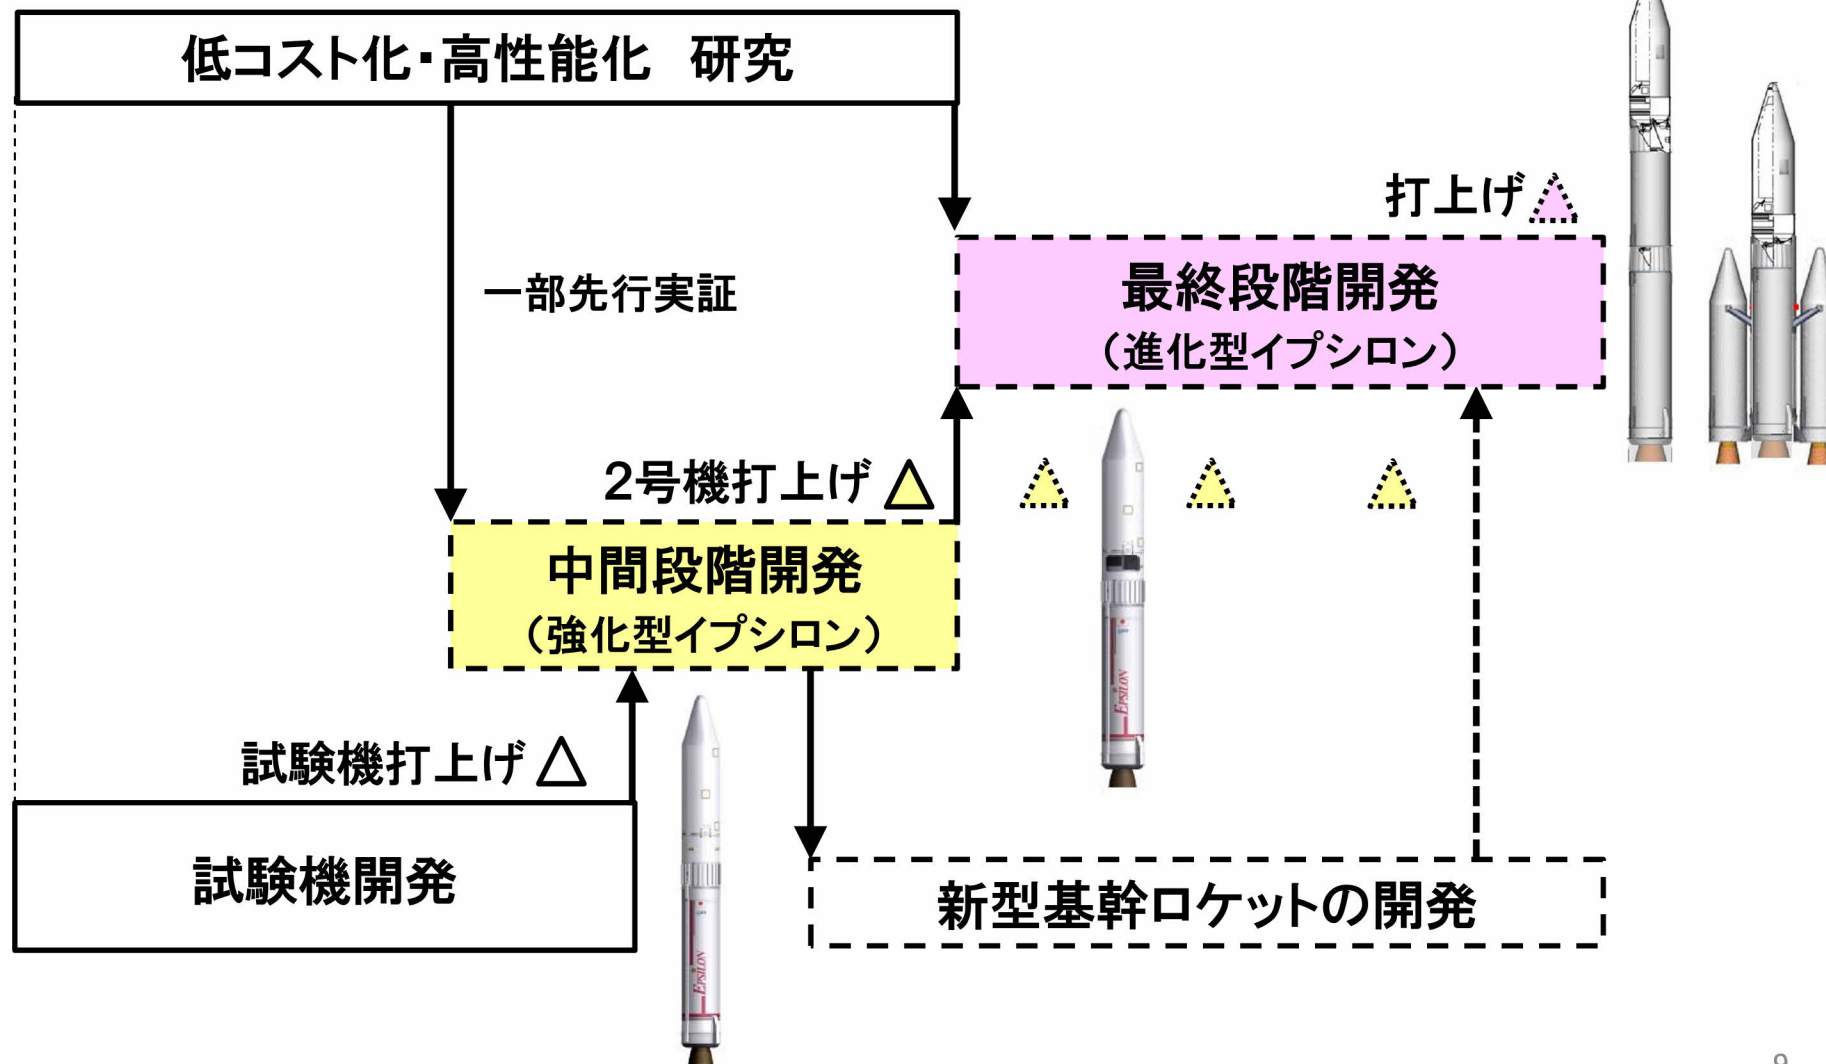 低コスト化・高性能化　研究
打上げ
一部先行実証
最終段階開発
（進化型イプシロン）
2号機打上げ
中間段階開発
（強化型イプシロン）
EPSILON
試験機打上げ
試験機開発
新型基幹ロケットの開発
EPSILON
9